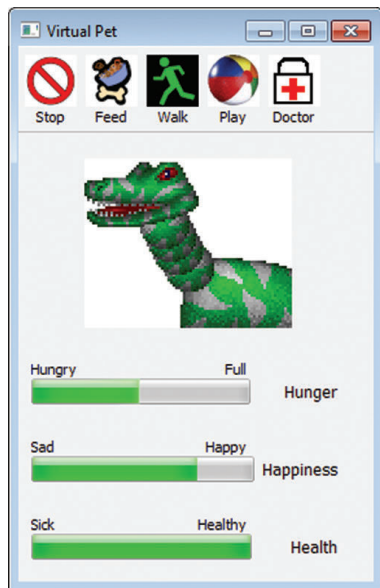 Virtual Pet
Stop Feed Walk Play Doctor
Hungry Full
Hunger
Sad Happy
Happiness
Sick Healthy
Health